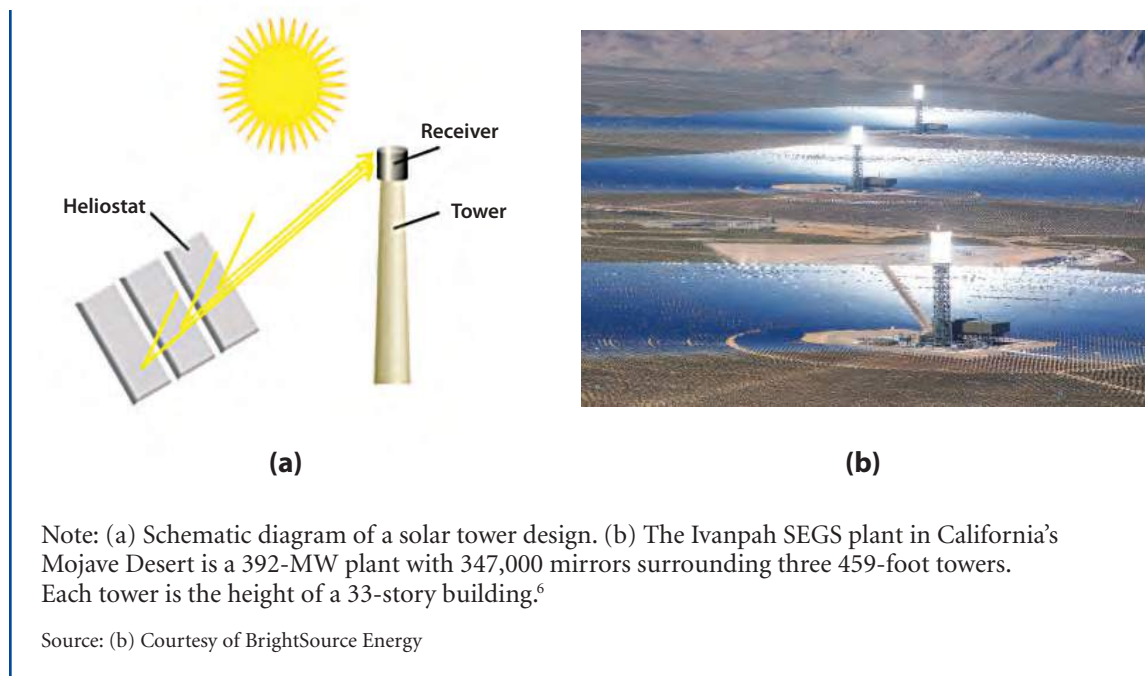 Receiver
Heliostat
Tower
(a)
(b)
Note: (a) Schematic diagram of a solar tower design. (b) The Ivanpah SEGS plant in California’s
Mojave Desert is a 392-MW plant with 347,000 mirrors surrounding three 459-foot towers.
Each tower is the height of a 33-story building.⁶
Source: (b) Courtesy of BrightSource Energy